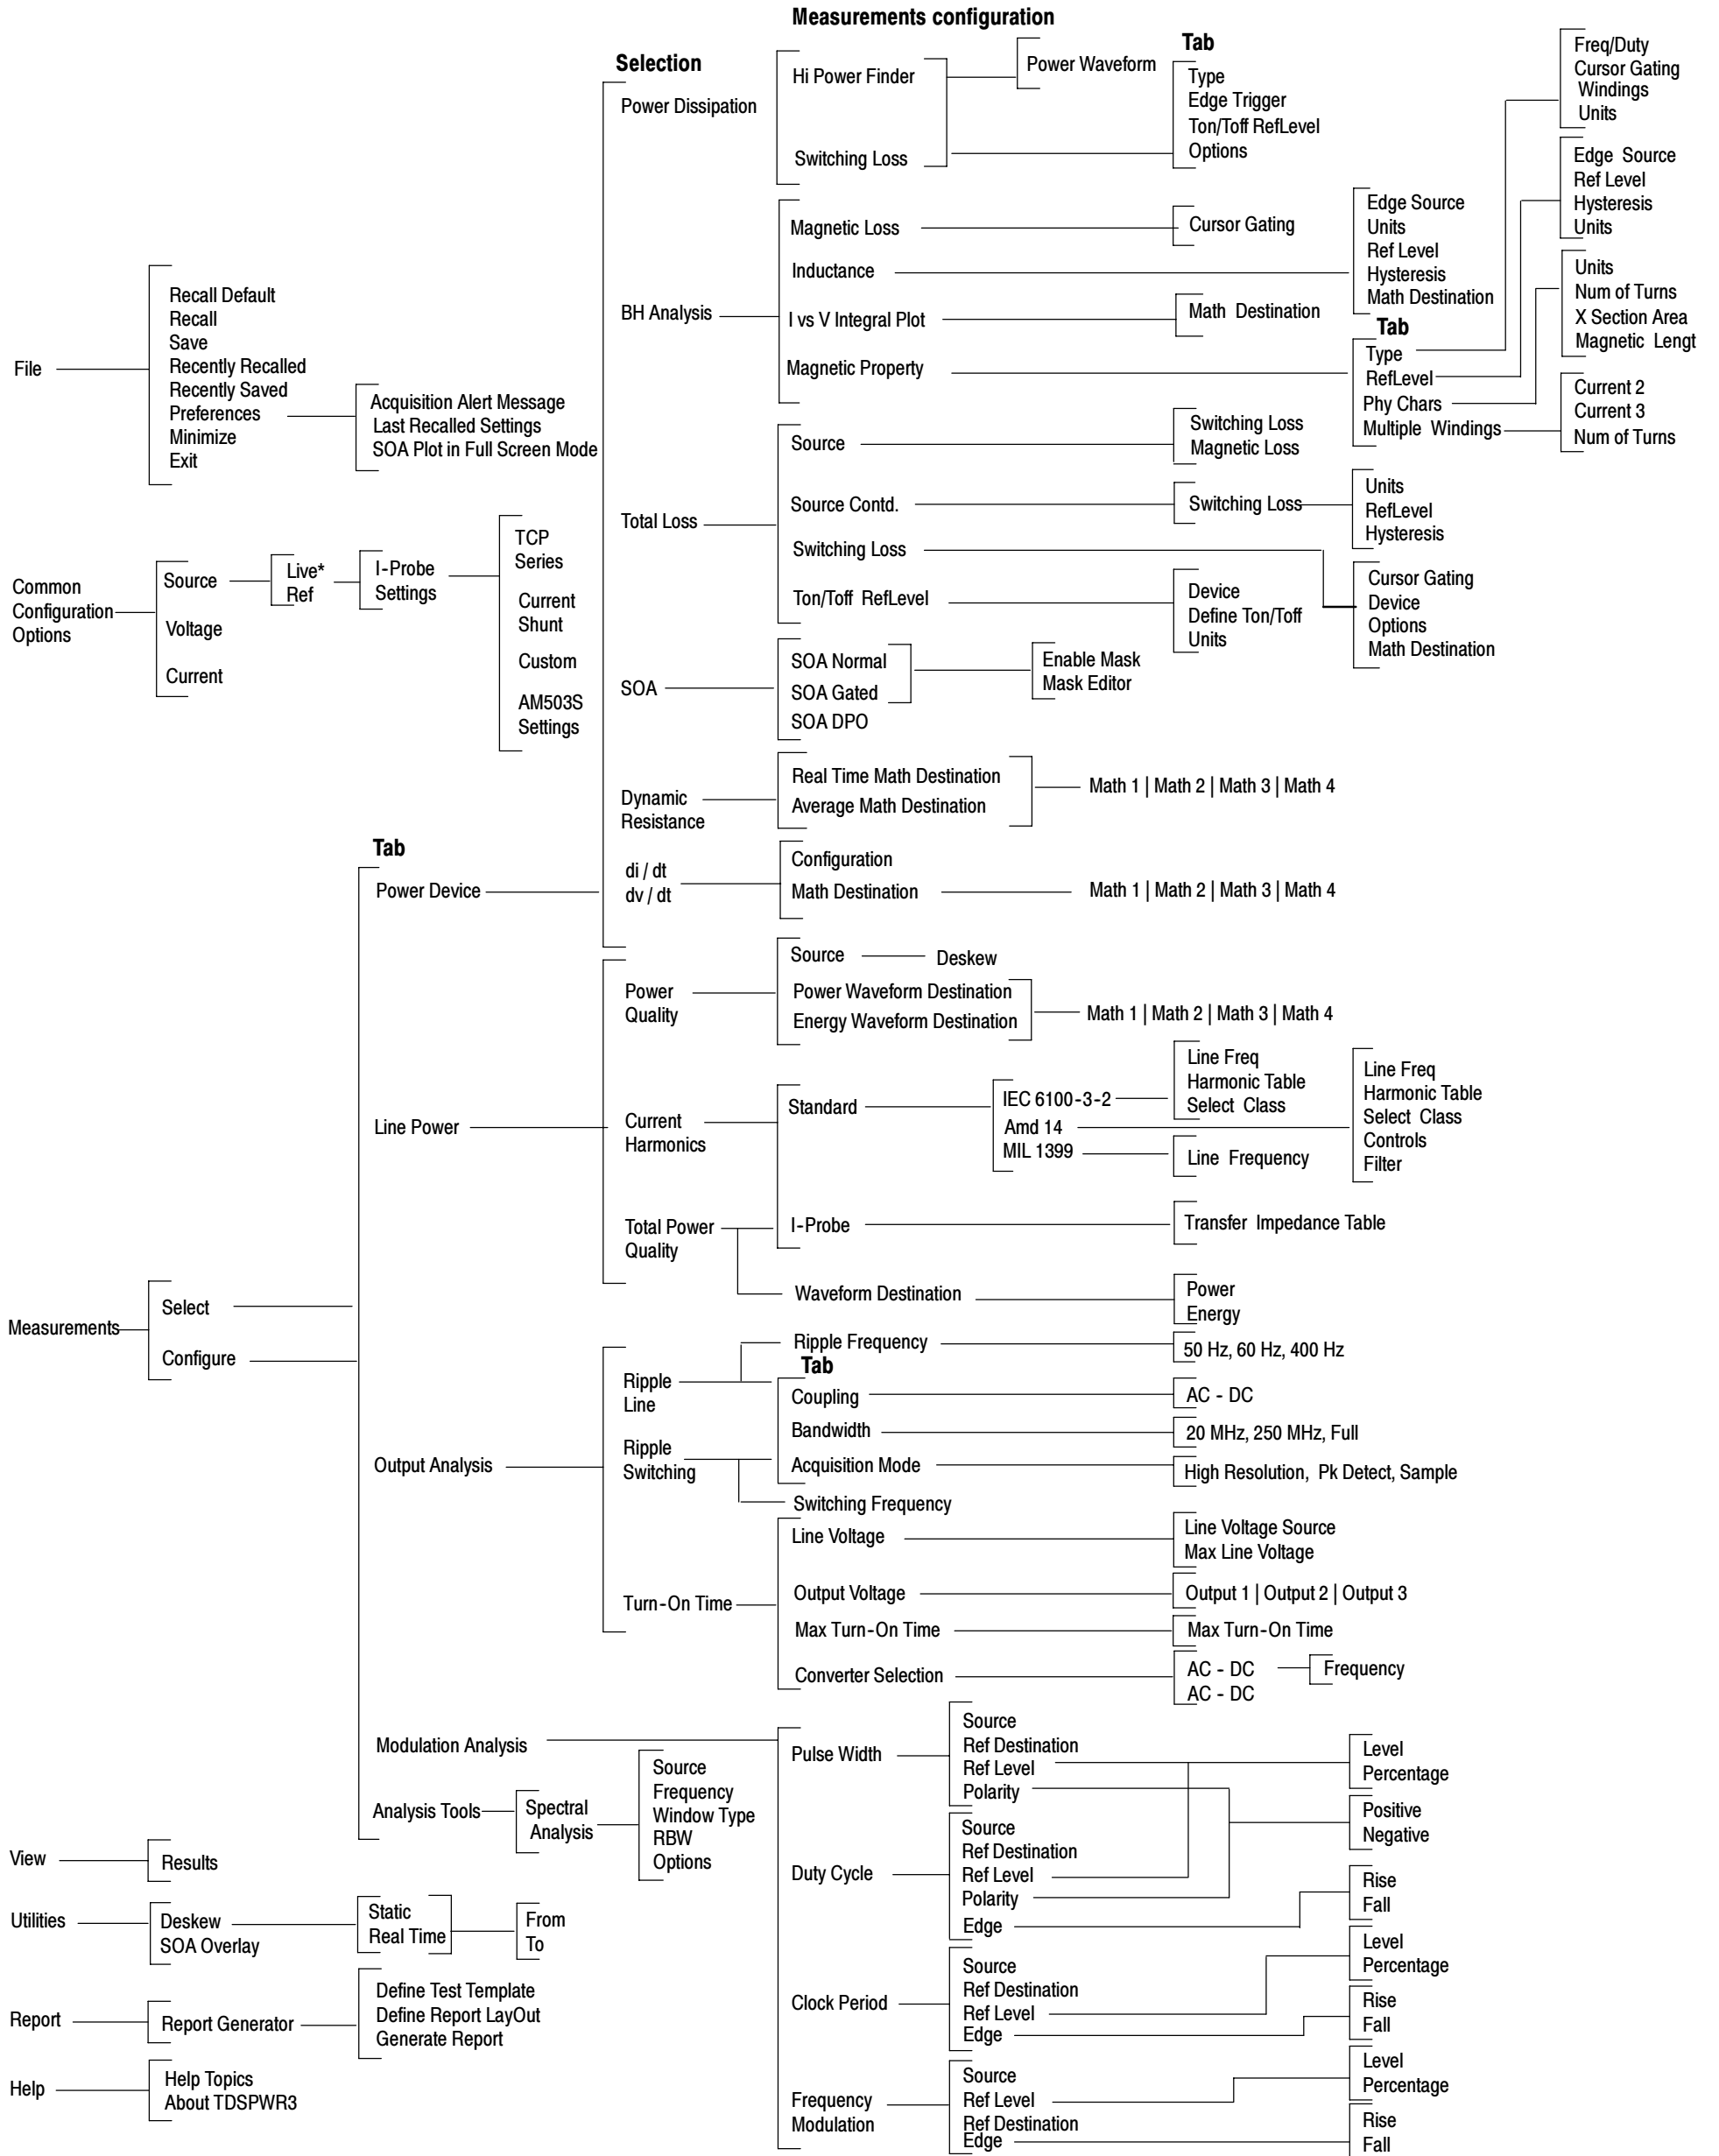 Measurements configuration
Selection
Power Dissipation
Hi Power Finder
Switching Loss
Power Waveform
Tab
Type
Edge Trigger
Ton/Toff RefLevel
Options
BH Analysis
Magnetic Loss
Cursor Gating
Inductance
Edge Source
Units
Ref Level
Hysteresis
Math Destination
I vs V Integral Plot
Math Destination
Magnetic Property
Tab
Type
RefLevel
Phy Chars
Multiple Windings
Freq/Duty
Cursor Gating
Windings
Units
Edge Source
Ref Level
Hysteresis
Units
Units
Num of Turns
X Section Area
Magnetic Lengt
Current 2
Current 3
Num of Turns
File
Recall Default
Recall
Save
Recently Recalled
Recently Saved
Preferences
Minimize
Exit
Acquisition Alert Message
Last Recalled Settings
SOA Plot in Full Screen Mode
Total Loss
Source
Switching Loss
Magnetic Loss
Source Contd.
Switching Loss
Units
RefLevel
Hysteresis
Switching Loss
Cursor Gating
Device
Options
Math Destination
Ton/Toff RefLevel
Device
Define Ton/Toff
Units
Common
Configuration
Options
Source
Voltage
Current
Live*
Ref
I-Probe
Settings
TCP
Series
Current
Shunt
Custom
AM503S
Settings
SOA
SOA Normal
SOA Gated
SOA DPO
Enable Mask
Mask Editor
Dynamic
Resistance
Real Time Math Destination
Average Math Destination
Math 1 | Math 2 | Math 3 | Math 4
di / dt
dv / dt
Configuration
Math Destination
Math 1 | Math 2 | Math 3 | Math 4
Measurements
Select
Configure
Tab
Power Device
Line Power
Power
Quality
Source
Deskew
Power Waveform Destination
Energy Waveform Destination
Math 1 | Math 2 | Math 3 | Math 4
Current
Harmonics
Standard
IEC 6100-3-2
Amd 14
MIL 1399
Line Freq
Harmonic Table
Select Class
Line Frequency
Line Freq
Harmonic Table
Select Class
Controls
Filter
Total Power
Quality
I-Probe
Transfer Impedance Table
Waveform Destination
Power
Energy
Output Analysis
Ripple
Line
Ripple Frequency
50 Hz, 60 Hz, 400 Hz
Tab
Coupling
AC - DC
Bandwidth
20 MHz, 250 MHz, Full
Ripple
Switching
Acquisition Mode
High Resolution, Pk Detect, Sample
Switching Frequency
Turn-On Time
Line Voltage
Line Voltage Source
Max Line Voltage
Output Voltage
Output 1 | Output 2 | Output 3
Max Turn-On Time
Max Turn-On Time
Converter Selection
AC - DC
AC - DC
Frequency
Modulation Analysis
Pulse Width
Source
Ref Destination
Ref Level
Polarity
Level
Percentage
Positive
Negative
Duty Cycle
Source
Ref Destination
Ref Level
Polarity
Edge
Rise
Fall
Clock Period
Source
Ref Destination
Ref Level
Edge
Level
Percentage
Rise
Fall
Frequency
Modulation
Source
Ref Level
Ref Destination
Edge
Level
Percentage
Rise
Fall
Analysis Tools
Spectral
Analysis
Source
Frequency
Window Type
RBW
Options
View
Results
Utilities
Deskew
SOA Overlay
Static
Real Time
From
To
Report
Report Generator
Define Test Template
Define Report LayOut
Generate Report
Help
Help Topics
About TDSPWR3